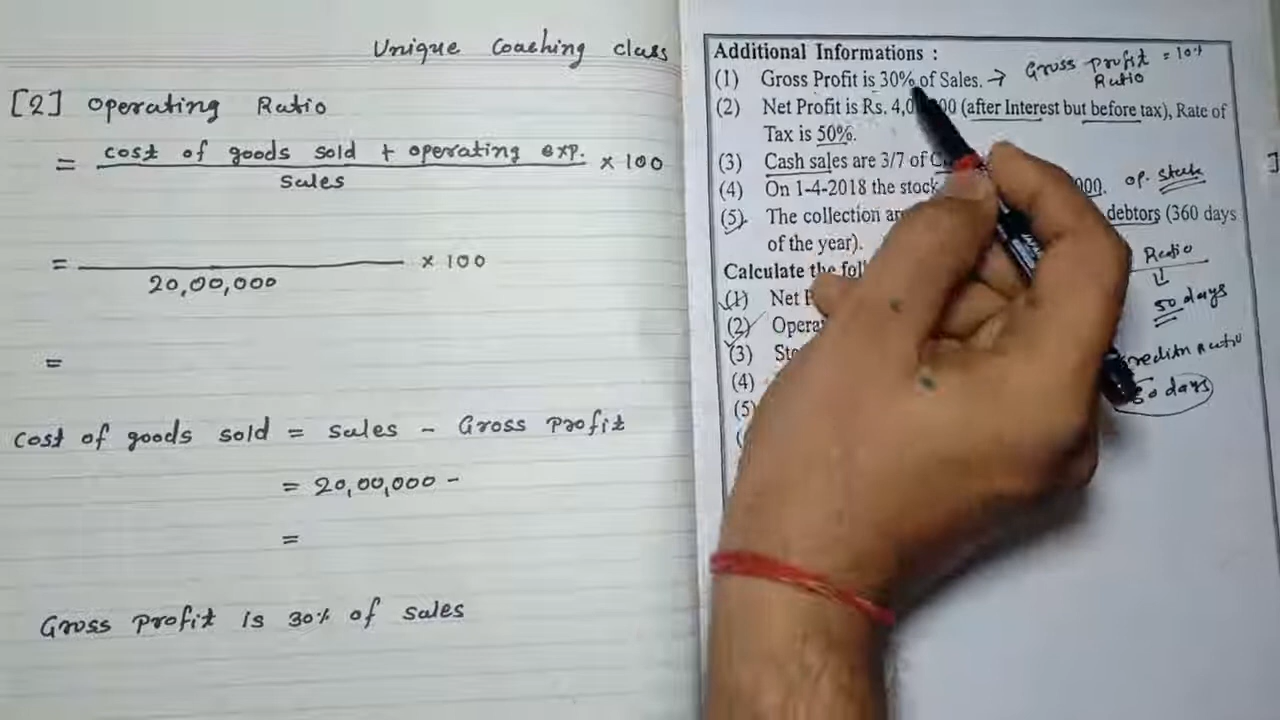 Unique Coaching Class
[2] Operating Ratio
= cost of goods sold + operating exp. × 100
sales
= × 100
20,00,000
=
Cost of goods sold = sales - Gross Profit
= 20,00,000 -
=
Gross Profit is 30% of sales
Additional Informations :
(1) Gross Profit is 30% of Sales. → Gross Profit = 10%
Ratio
(2) Net Profit is Rs. (after Interest but before tax), Rate of
Tax is 50%.
(3) Cash sales are 3/7 of
(4) On 1-4-2018 the stock 000. op. stock
(5) The collection debtors (360 days
of the year). Ratio
Calculate the
(1) Net
50 days
(2)
(3)
(4)
50 days
(5)